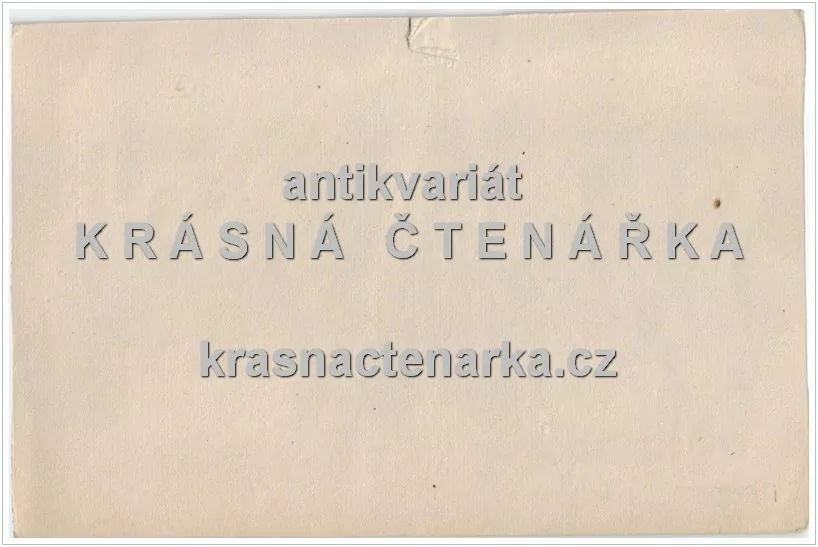 antikvariát
KRÁSNÁ ČTENÁŘKA
krasnactenarka.cz